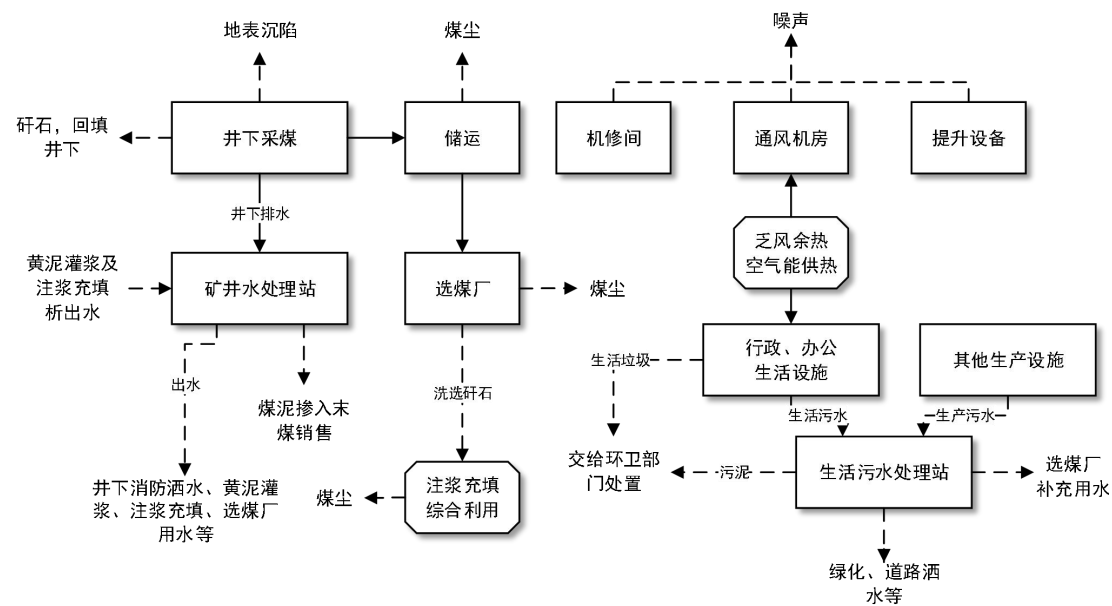 地表沉陷
煤尘
噪声
矸石，回填
井下
井下采煤
储运
机修间
通风机房
提升设备
井下排水
乏风余热
空气能供热
黄泥灌浆及
注浆充填
析出水
矿井水处理站
选煤厂
煤尘
行政、办公
生活设施
其他生产设施
生活垃圾
出水
洗选矸石
煤泥掺入末
煤销售
生活污水
生产污水
交给环卫部
门处置
污泥
生活污水处理站
选煤厂
补充用水
井下消防洒水、黄泥灌
浆、注浆充填、选煤厂
用水等
煤尘
注浆充填
综合利用
绿化、道路洒
水等